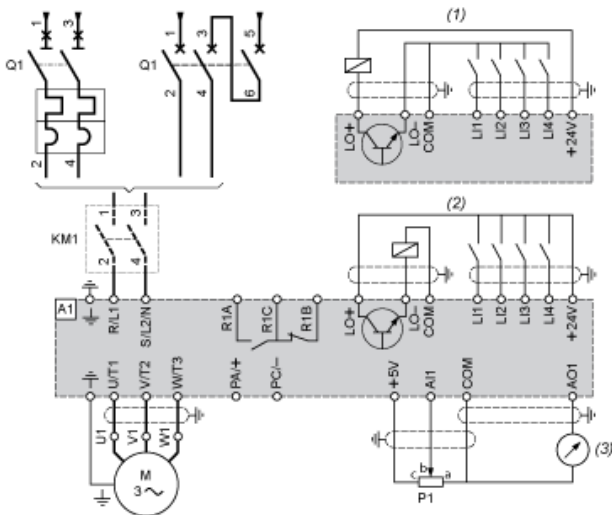 1 3
Q1
2 4
1 3 5
Q1
2 4 6
(1)
LO+ LO- COM LI1 LI2 LI3 LI4 +24V
KM1
1 3
2 4
(2)
A1
R/L1 S/L2/N R1A R1C R1B LO+ LO- COM LI1 LI2 LI3 LI4 +24V
U/T1 V/T2 W/T3 PA/+ PC/- +5V AI1 COM AO1
U1 V1 W1
M
3~
c b a
P1
(3)